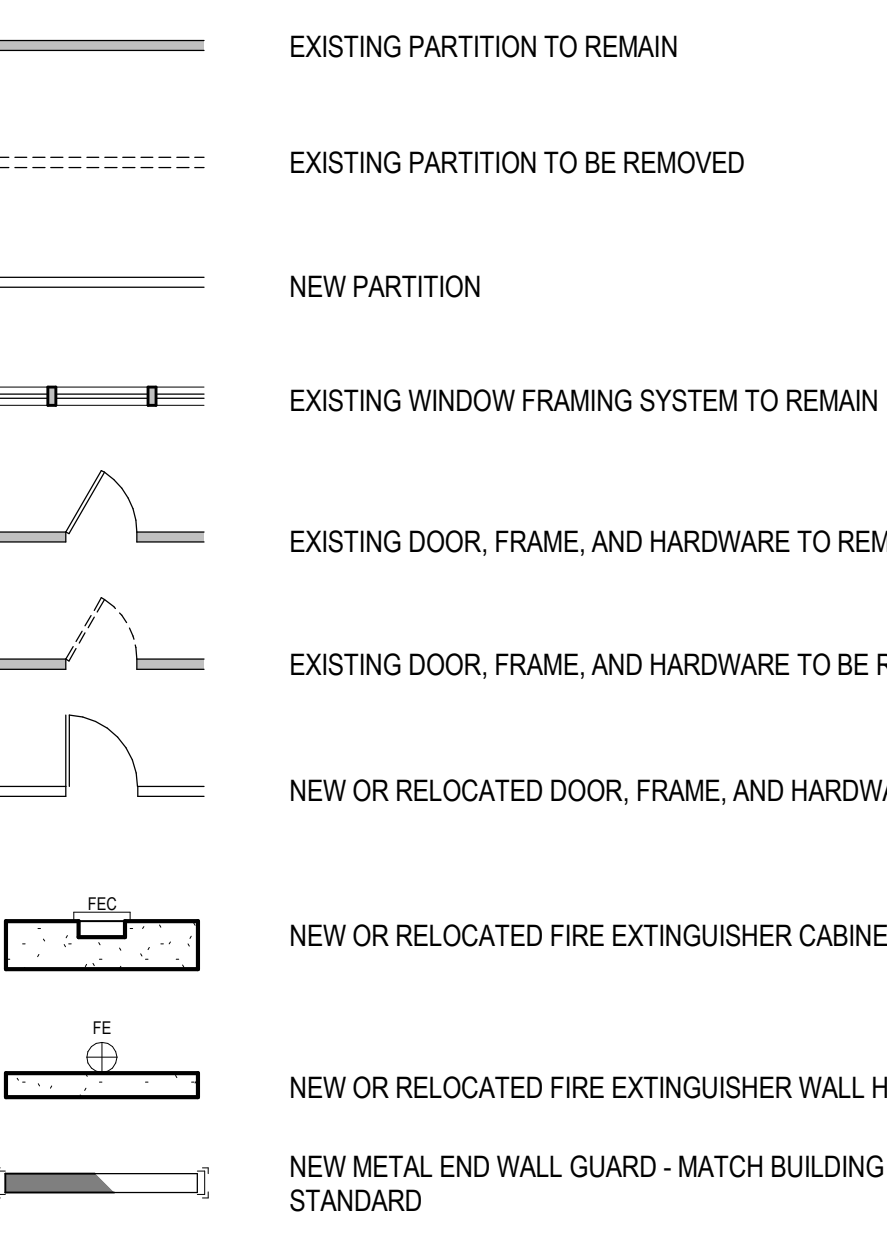 EXISTING PARTITION TO REMAIN
EXISTING PARTITION TO BE REMOVED
NEW PARTITION
EXISTING WINDOW FRAMING SYSTEM TO REMAIN
EXISTING DOOR, FRAME, AND HARDWARE TO
EXISTING DOOR, FRAME, AND HARDWARE TO BE
NEW OR RELOCATED DOOR, FRAME, AND
FEC
NEW OR RELOCATED FIRE EXTINGUISHER
FE
NEW OR RELOCATED FIRE EXTINGUISHER WALL
NEW METAL END WALL GUARD - MATCH BUILDING
STANDARD